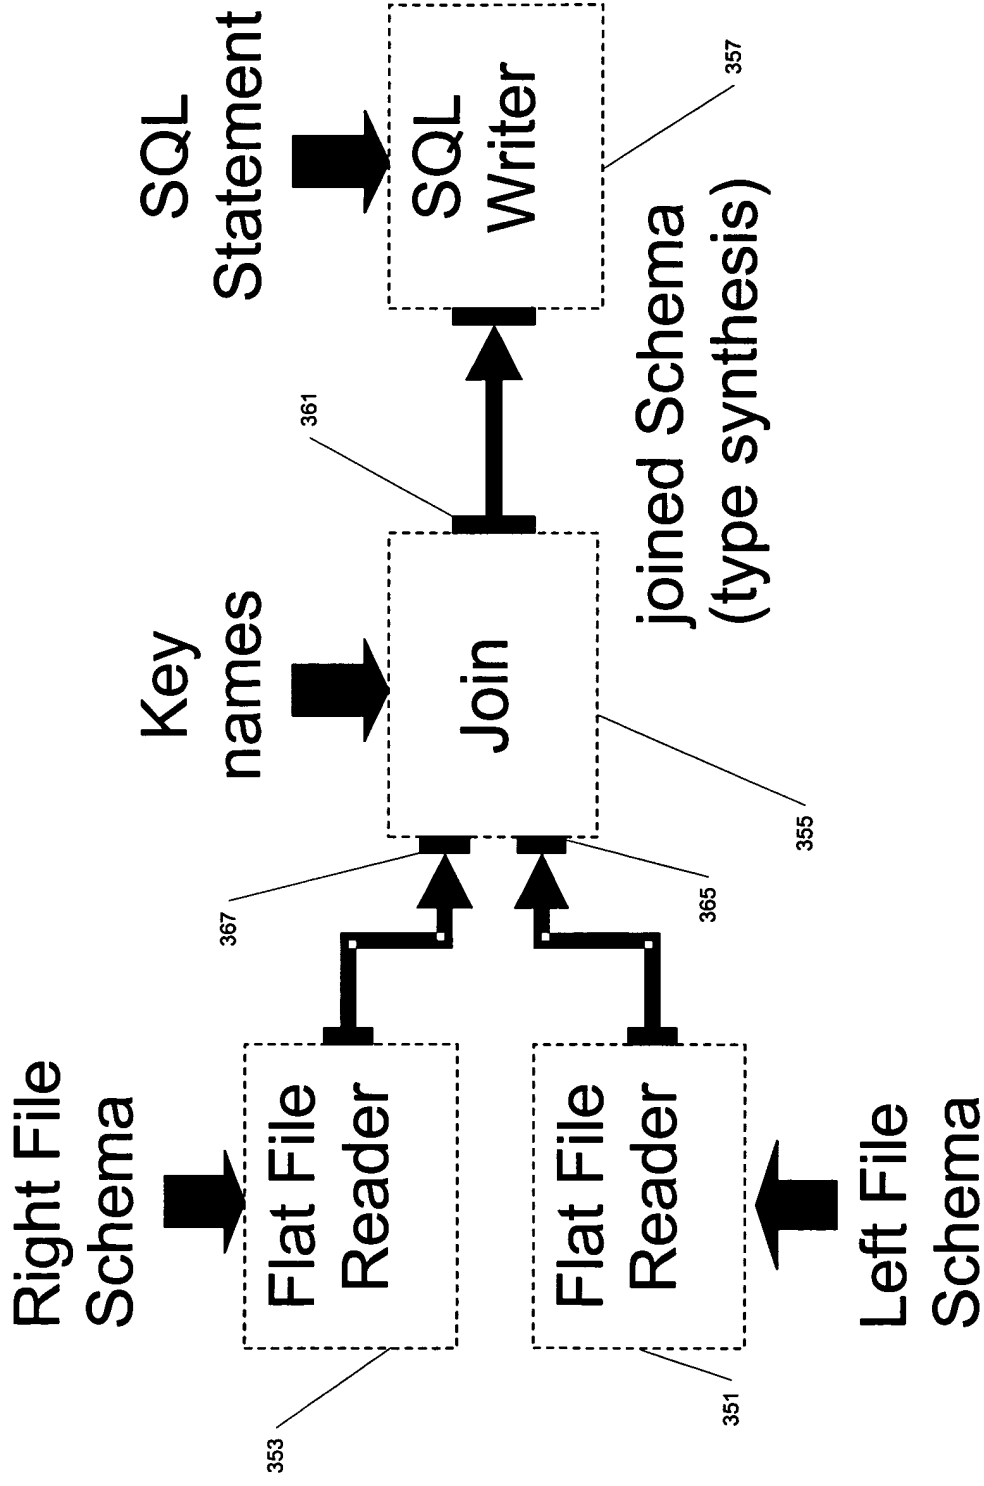 Right File
Schema
353
Flat File
Reader
Flat File
Reader
351
Left File
Schema
367
365
Key
names
Join
355
361
joined Schema
(type synthesis)
SQL
Statement
SQL
Writer
357